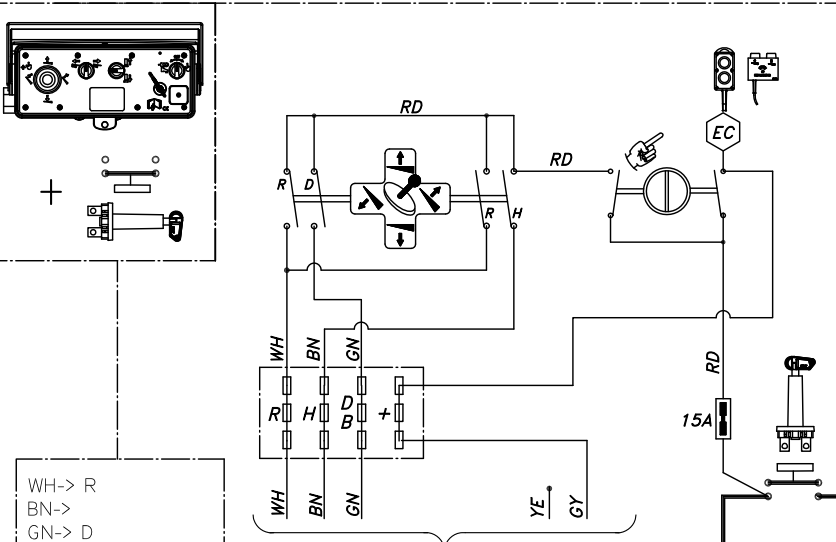 RD
EC
RD
R D
R H
WH BN GN
RD
R H D B +
15A
WH BN GN YE GY
WH-> R
BN->
GN-> D